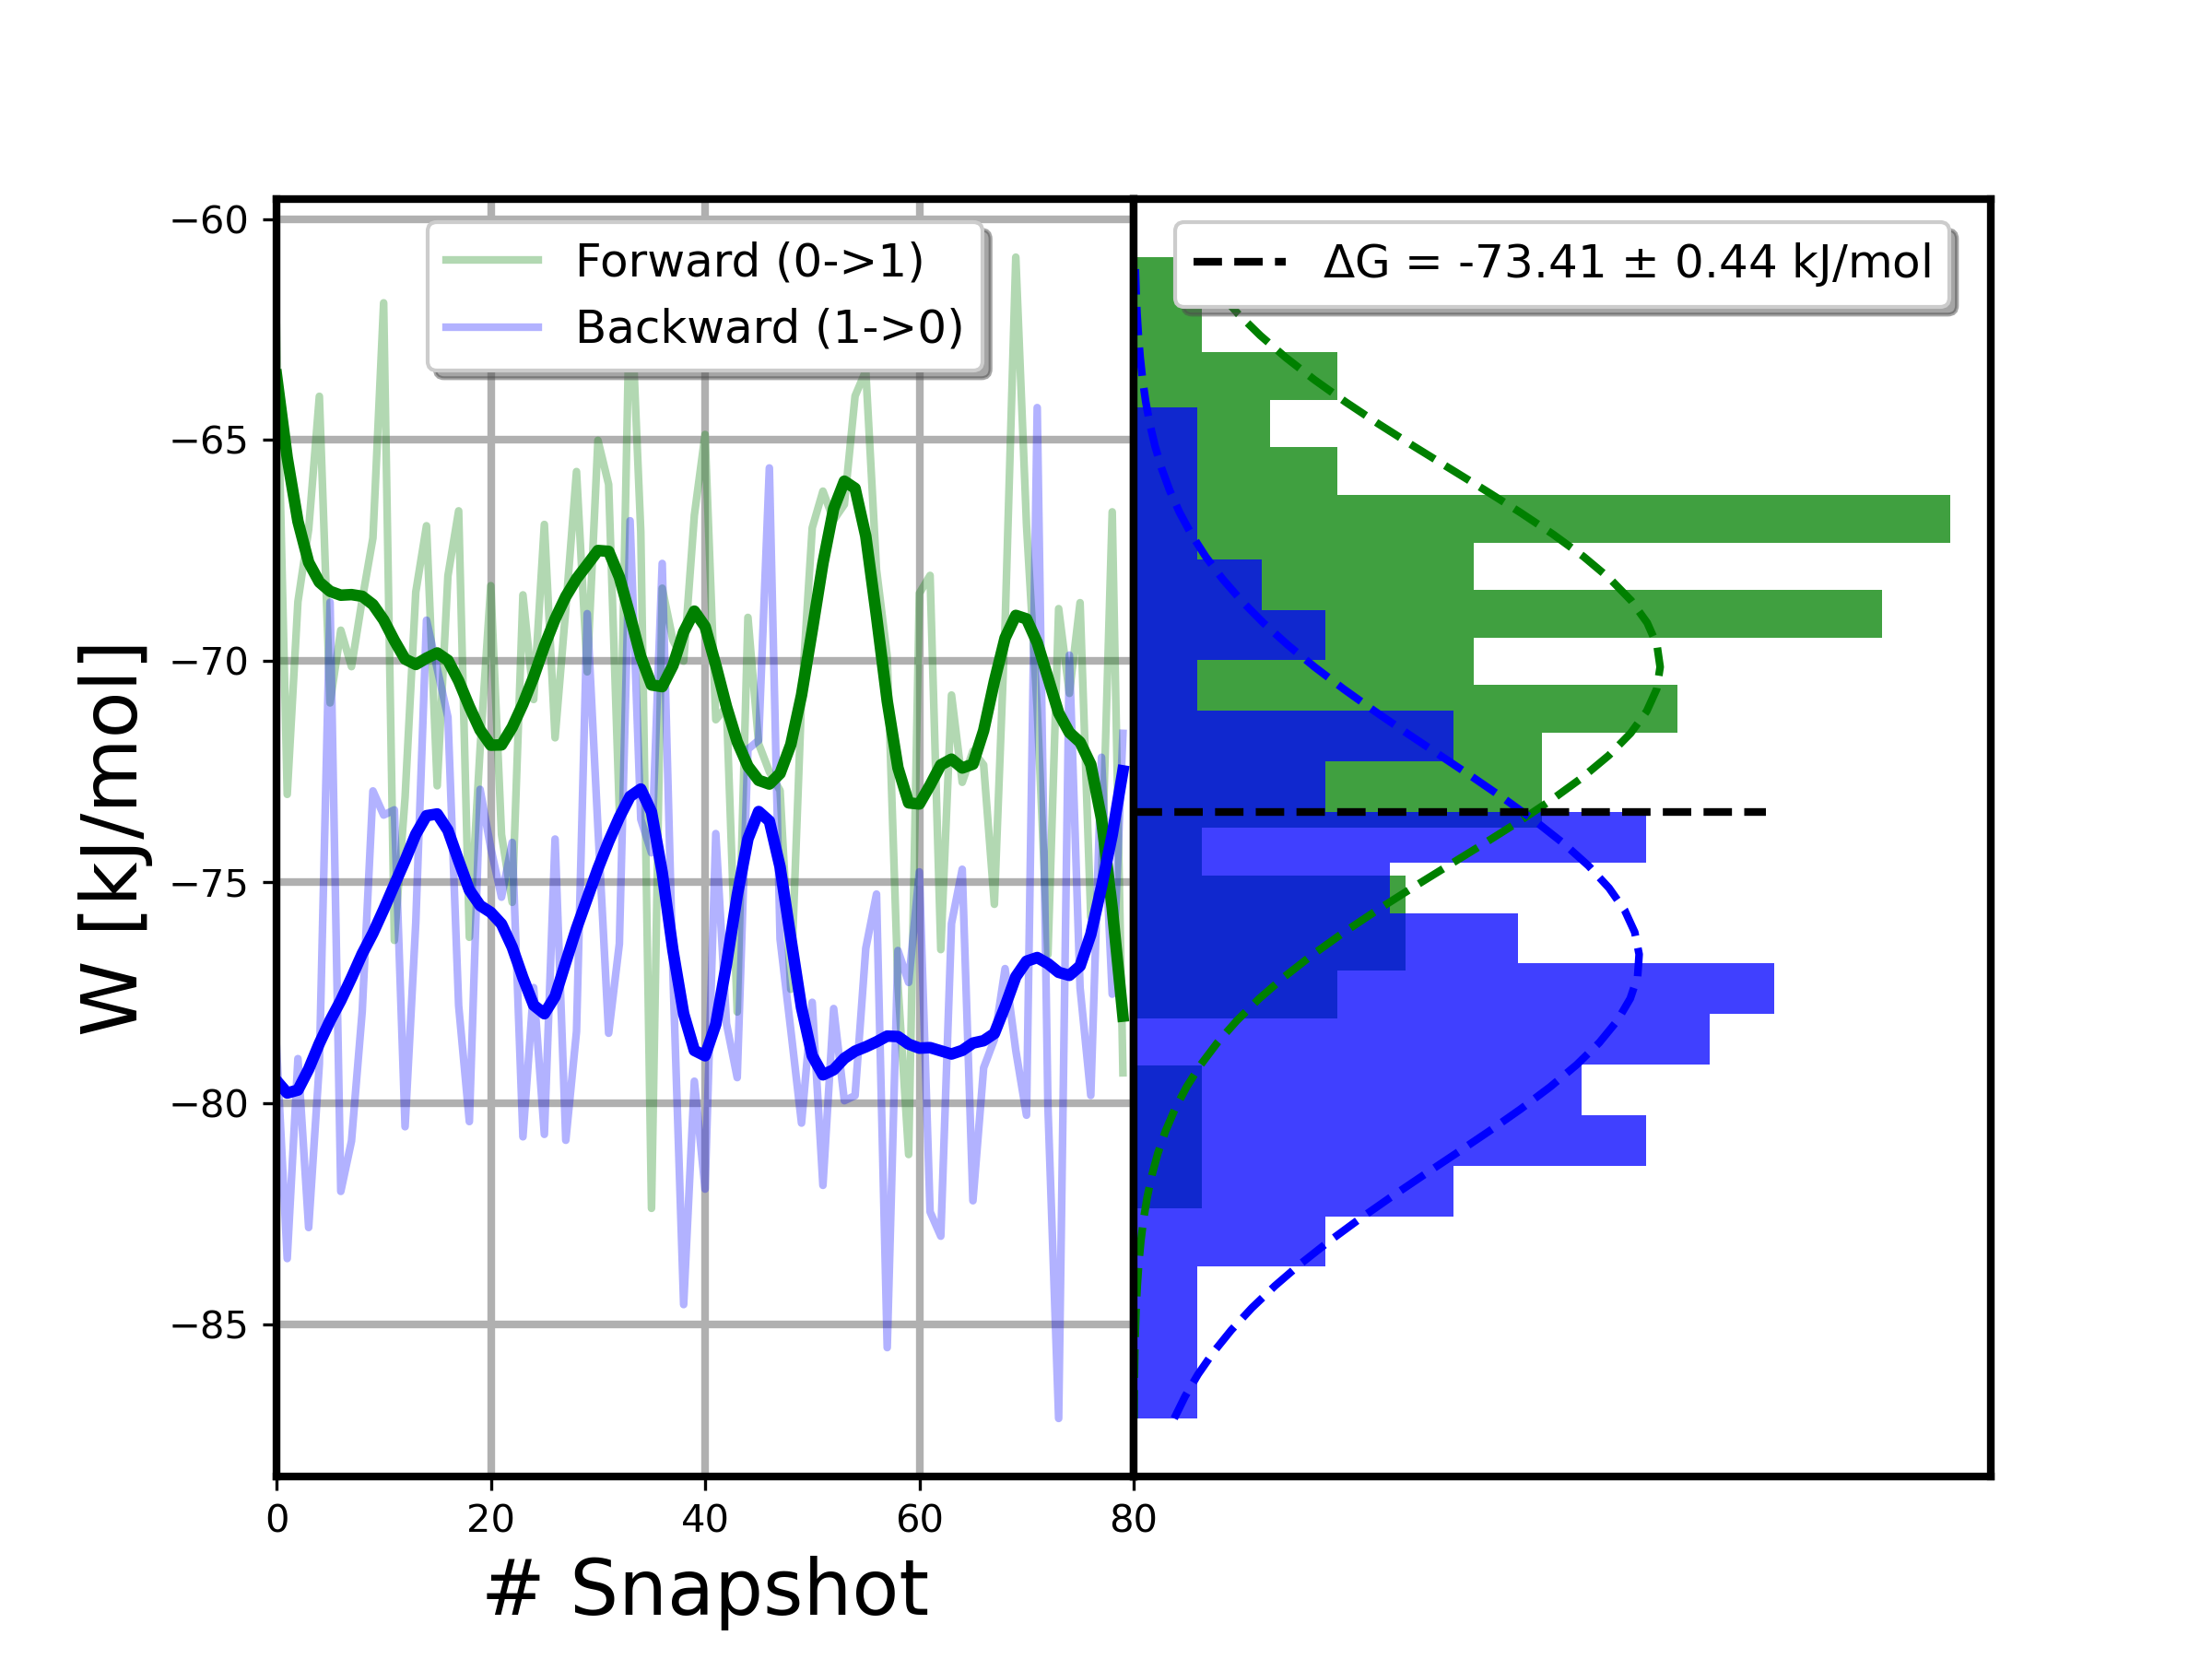 Forward (0->1)
Backward (1->0)
ΔG = -73.41 ± 0.44 kJ/mol
W [kJ/mol]
−60
−65
−70
−75
−80
−85
0 20 40 60 80
# Snapshot